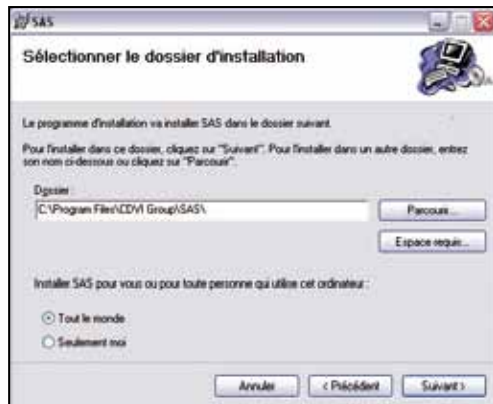 SAS
Sélectionner le dossier d'installation
Le programme d'installation va installer SAS dans le dossier suivant.
Pour l'installer dans ce dossier, cliquez sur "Suivant". Pour l'installer dans un autre dossier, entrez
son nom ci-dessous ou cliquez sur "Parcourir".
Dossier :
C:\Program Files\CDVI Group\SAS\
Parcourir...
Espace requis...
Installer SAS pour vous ou pour toute personne qui utilise cet ordinateur :
Tout le monde
Seulement moi
Annuler
< Précédent
Suivant >